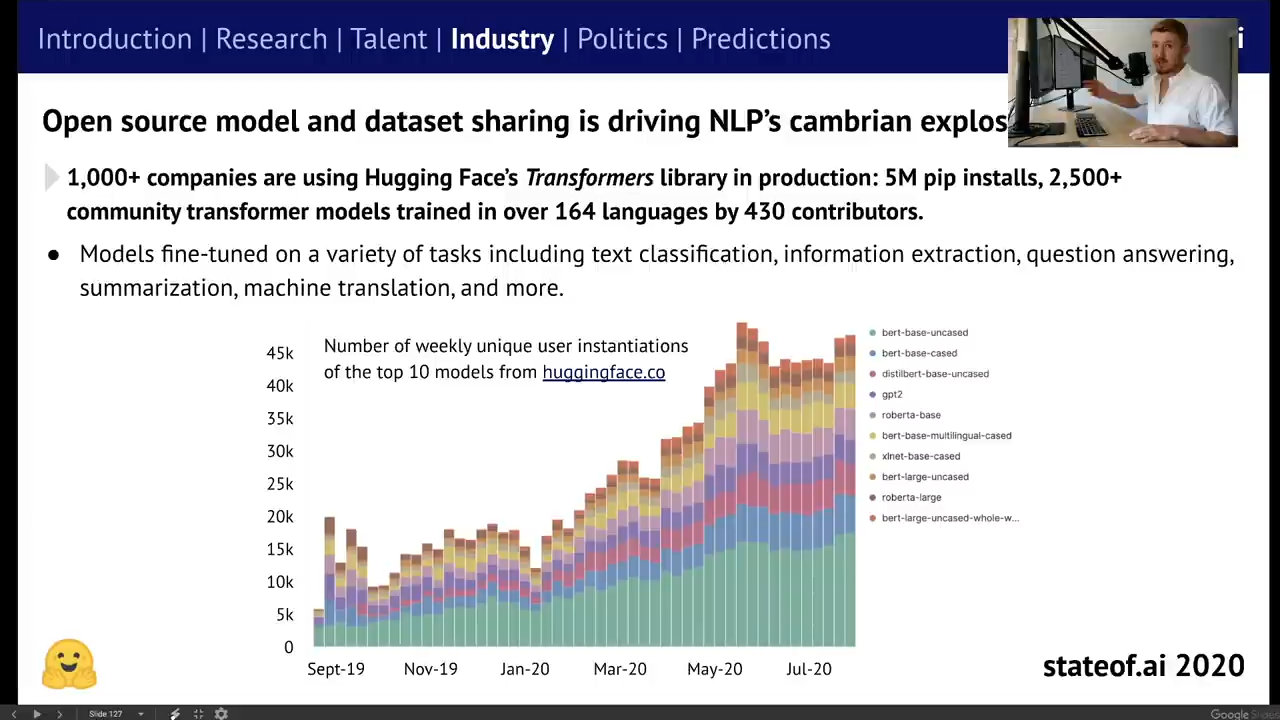 Introduction | Research | Talent | Industry | Politics | Predictions
i
Open source model and dataset sharing is driving NLP's cambrian explos
1,000+ companies are using Hugging Face's Transformers library in production: 5M pip installs, 2,500+
community transformer models trained in over 164 languages by 430 contributors.
● Models fine-tuned on a variety of tasks including text classification, information extraction, question answering,
summarization, machine translation, and more.
Number of weekly unique user instantiations
of the top 10 models from huggingface.co
45k
40k
35k
30k
25k
20k
15k
10k
5k
0
Sept-19 Nov-19 Jan-20 Mar-20 May-20 Jul-20
bert-base-uncased
bert-base-cased
distilbert-base-uncased
gpt2
roberta-base
bert-base-multilingual-cased
xlnet-base-cased
bert-large-uncased
roberta-large
bert-large-uncased-whole-w...
stateof.ai 2020
Slide 127
Google Slides